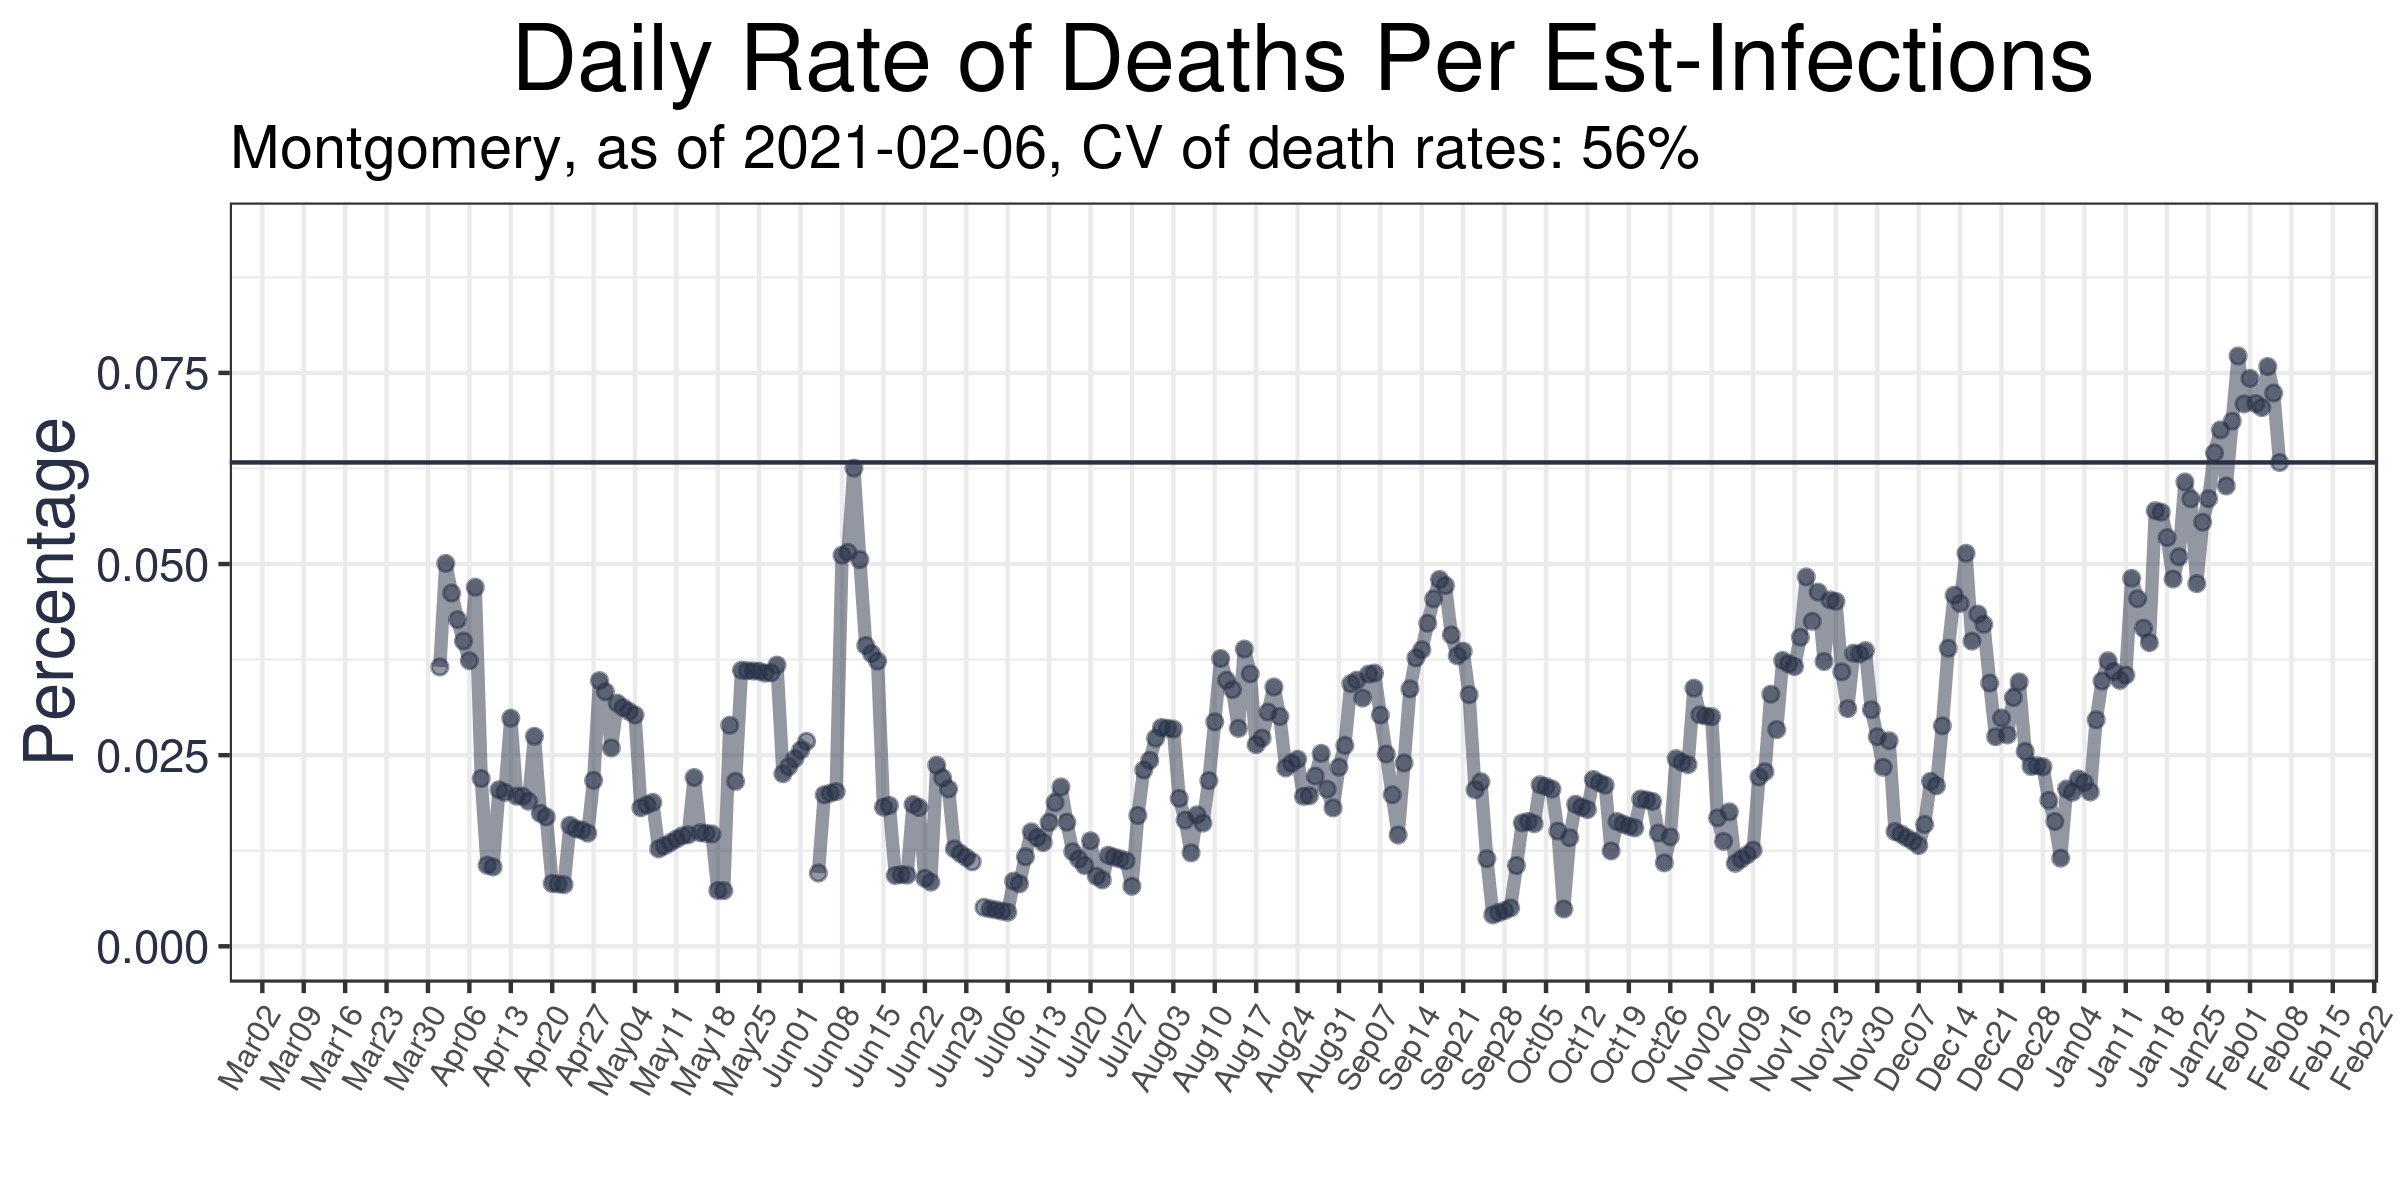 Daily Rate of Deaths Per Est-Infections
Montgomery, as of 2021-02-06, CV of death rates: 56%
Percentage
0.075
0.050
0.025
0.000
Mar02 Mar09 Mar16 Mar23 Mar30 Apr06 Apr13 Apr20 Apr27 May04 May11 May18 May25 Jun01 Jun08 Jun15 Jun22 Jun29 Jul06 Jul13 Jul20 Jul27 Aug03 Aug10 Aug17 Aug24 Aug31 Sep07 Sep14 Sep21 Sep28 Oct05 Oct12 Oct19 Oct26 Nov02 Nov09 Nov16 Nov23 Nov30 Dec07 Dec14 Dec21 Dec28 Jan04 Jan11 Jan18 Jan25 Feb01 Feb08 Feb15 Feb22